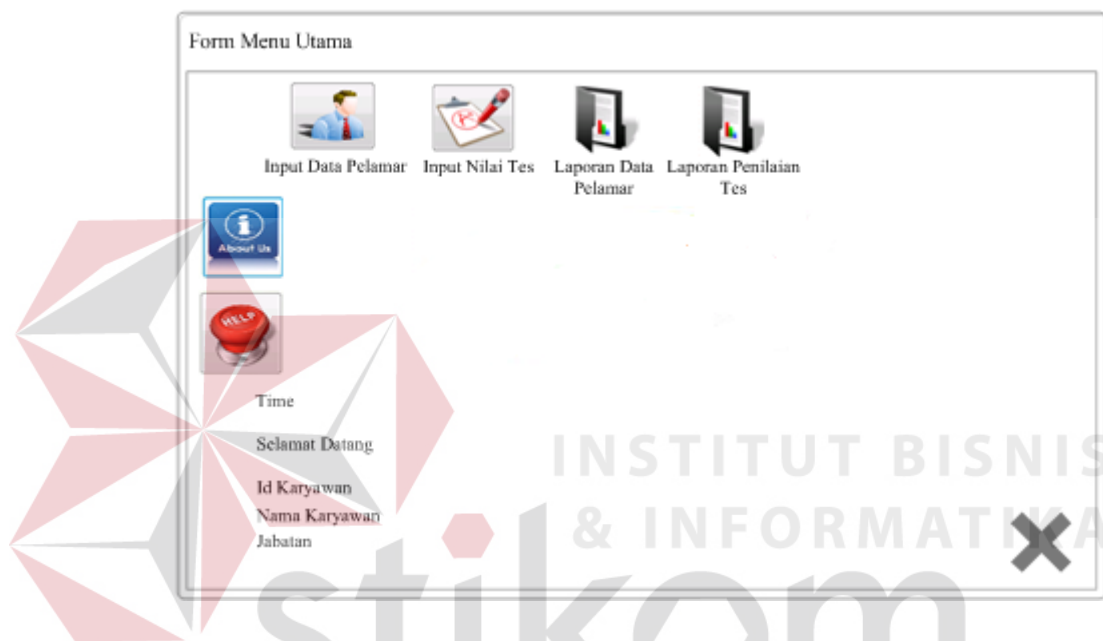 Form Menu Utama
Input Data Pelamar
Input Nilai Tes
Laporan Data
Pelamar
Laporan Penilaian
Tes
About Us
HELP
Time
Selamat Datang
Id Karyawan
Nama Karyawan
Jabatan
INSTITUT BISNIS
& INFORMATIKA
stikom